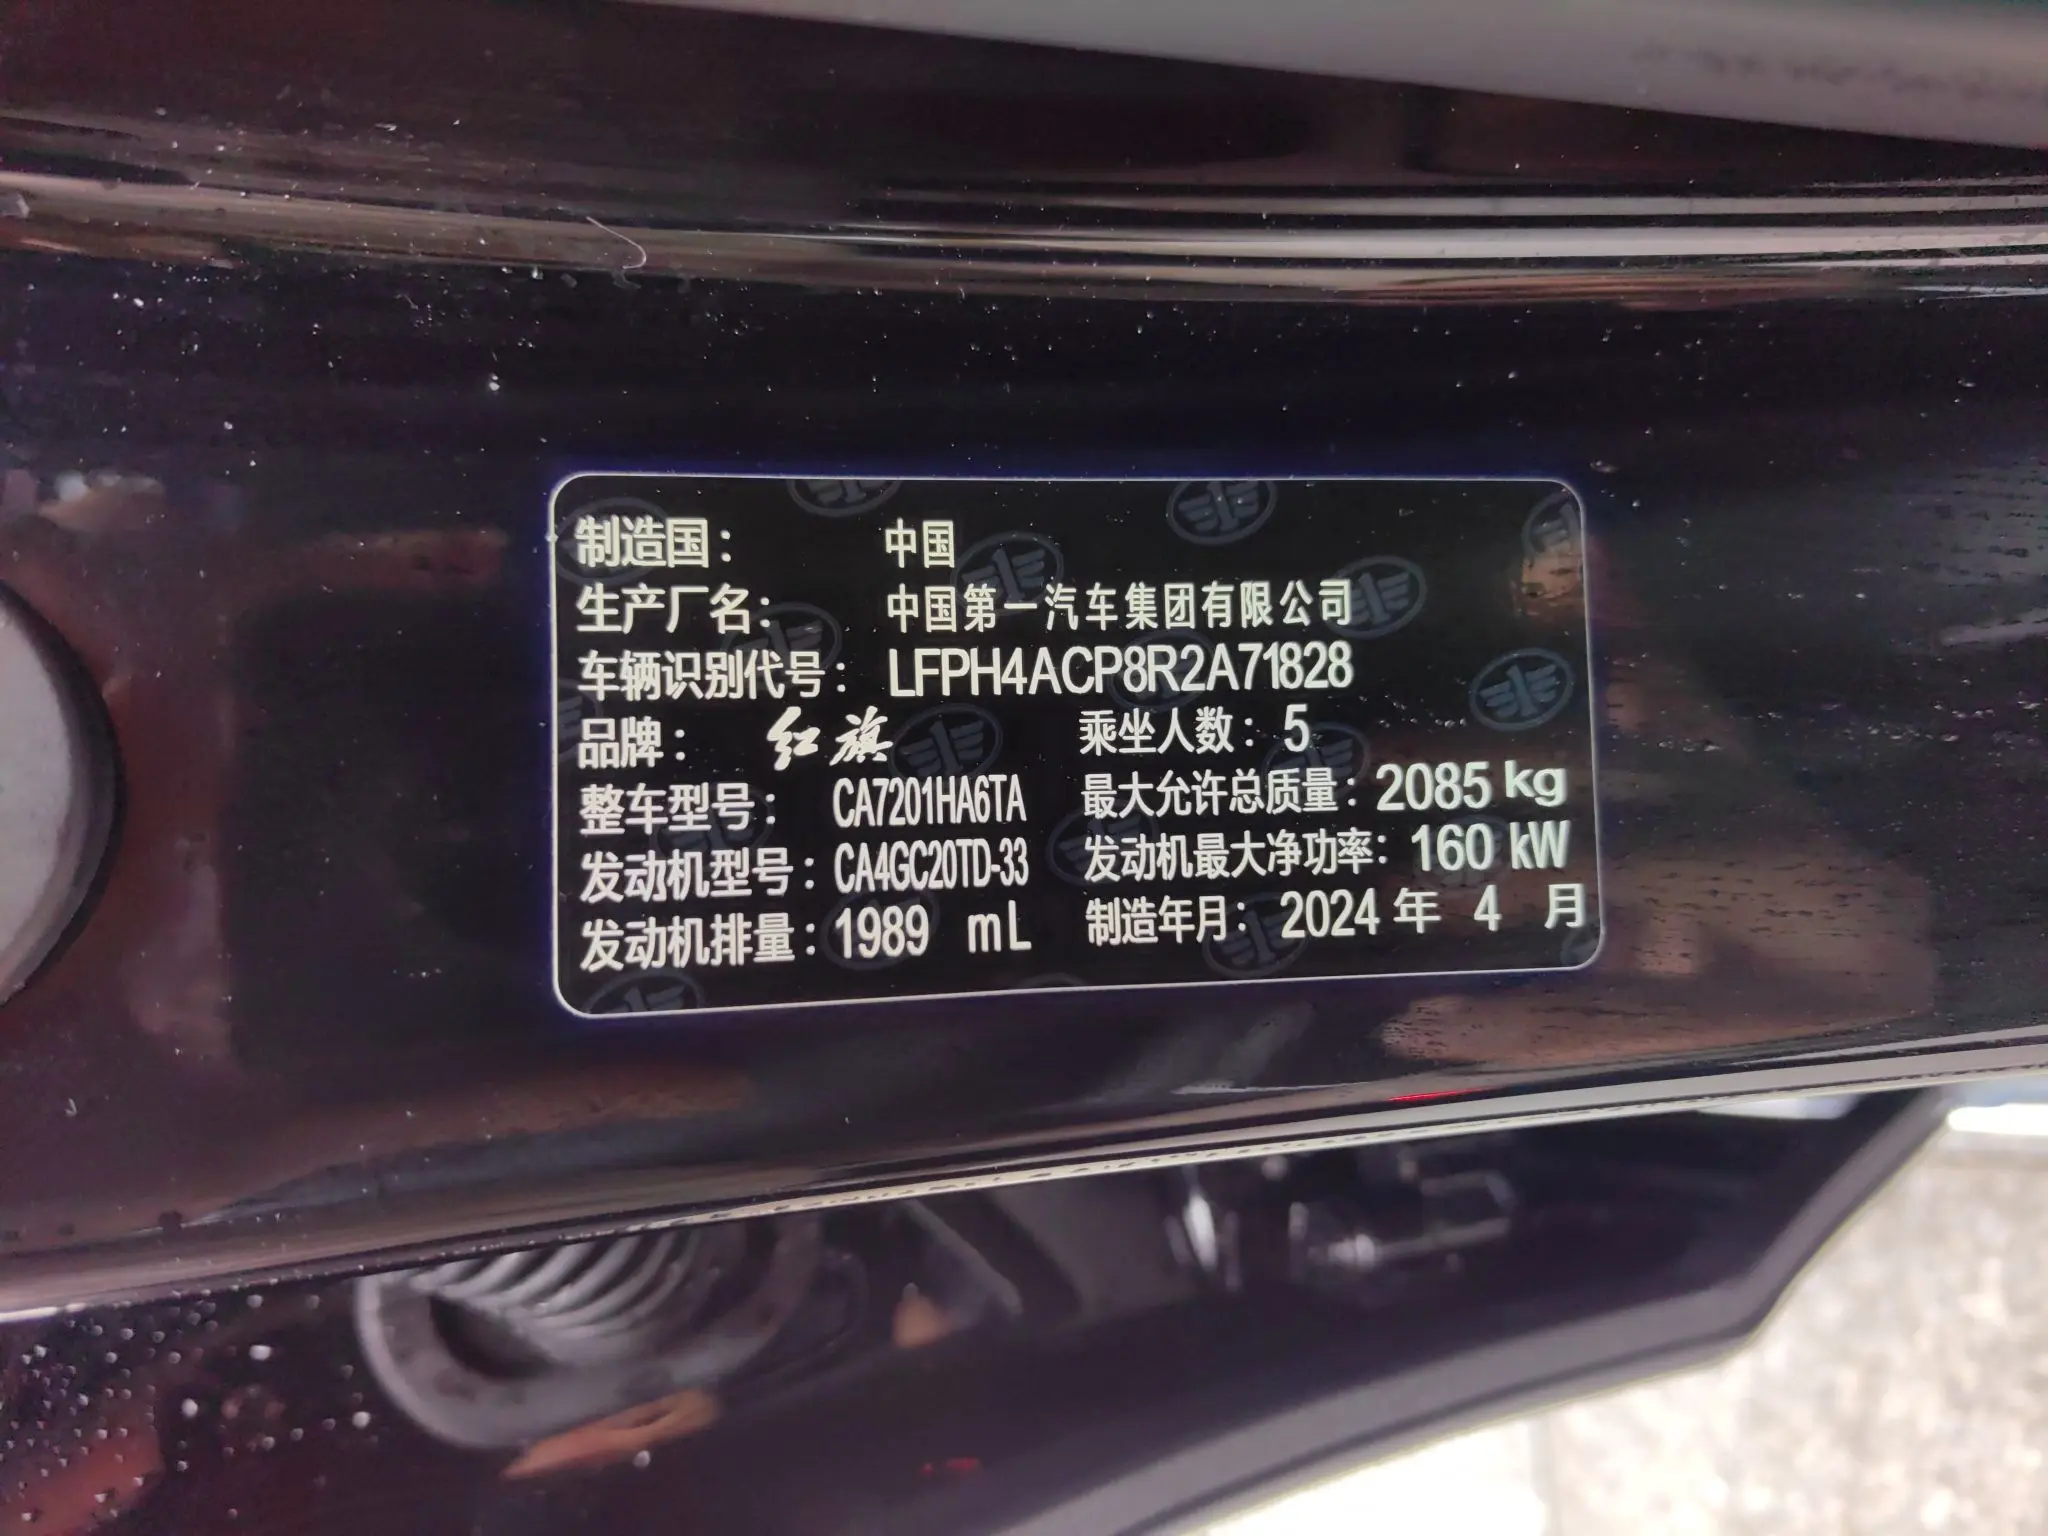 制造国： 中国
生产厂名： 中国第一汽车集团有限公司
车辆识别代号： LFPH4ACP8R2A71828
品牌： 红旗 乘坐人数：5
整车型号： CA7201HA6TA 最大允许总质量：2085 kg
发动机型号：CA4GC20TD-33 发动机最大净功率：160 kW
发动机排量：1989 mL 制造年月：2024 年 4 月